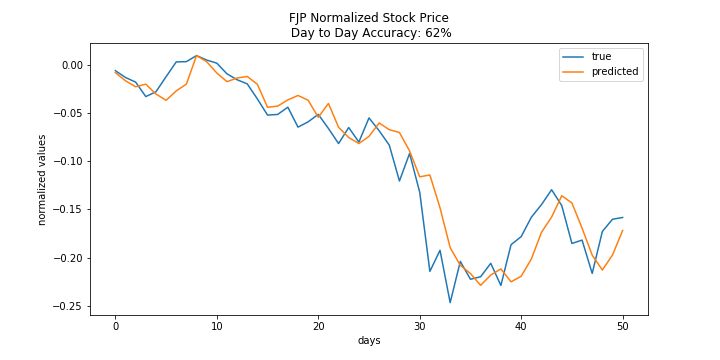 FJP Normalized Stock Price
Day to Day Accuracy: 62%
true
predicted
0.00
−0.05
−0.10
−0.15
−0.20
−0.25
normalized values
0 10 20 30 40 50
days